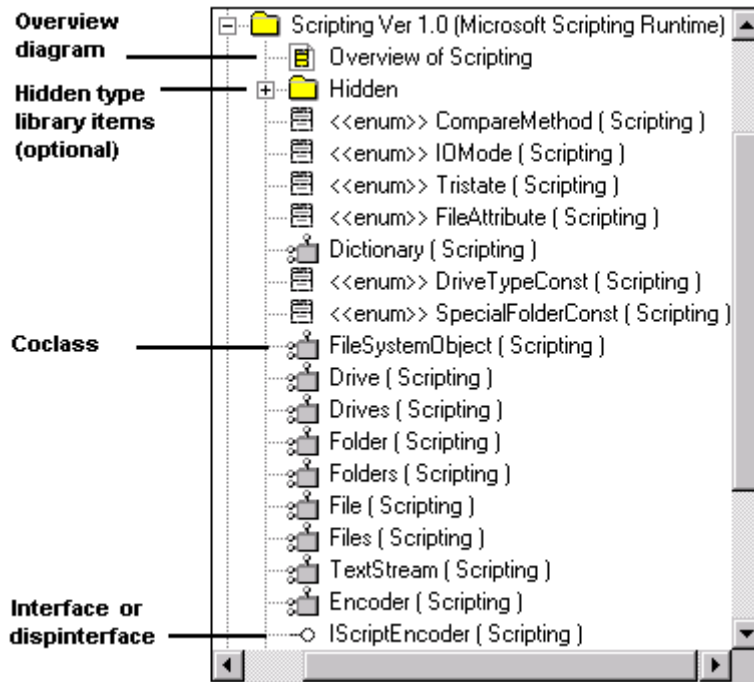 Overview
diagram
Hidden type
library items
(optional)
Coclass
Interface or
dispinterface
Scripting Ver 1.0 (Microsoft Scripting Runtime)
Overview of Scripting
Hidden
<<enum>> CompareMethod ( Scripting )
<<enum>> IOMode ( Scripting )
<<enum>> Tristate ( Scripting )
<<enum>> FileAttribute ( Scripting )
Dictionary ( Scripting )
<<enum>> DriveTypeConst ( Scripting )
<<enum>> SpecialFolderConst ( Scripting )
FileSystemObject ( Scripting )
Drive ( Scripting )
Drives ( Scripting )
Folder ( Scripting )
Folders ( Scripting )
File ( Scripting )
Files ( Scripting )
TextStream ( Scripting )
Encoder ( Scripting )
IScriptEncoder ( Scripting )